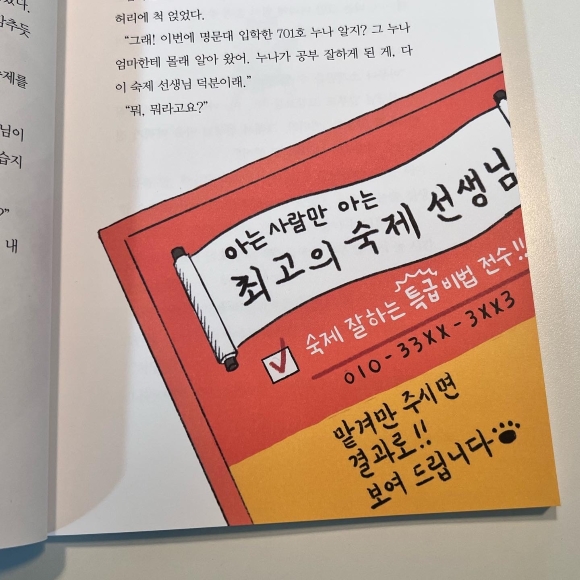 허리에 척 얹었다.
“그래! 이번에 명문대 입학한 701호 누나 알지? 그 누나
엄마한테 몰래 알아 왔어. 누나가 공부 잘하게 된 게, 다
이 숙제 선생님 덕분이래.”
“뭐, 뭐라고요?”
아는 사람만 아는
최고의 숙제 선생님
숙제 잘하는 특급 비법 전수!!
010-33XX-3XX3
맡겨만 주시면
결과로!!
보여 드립니다